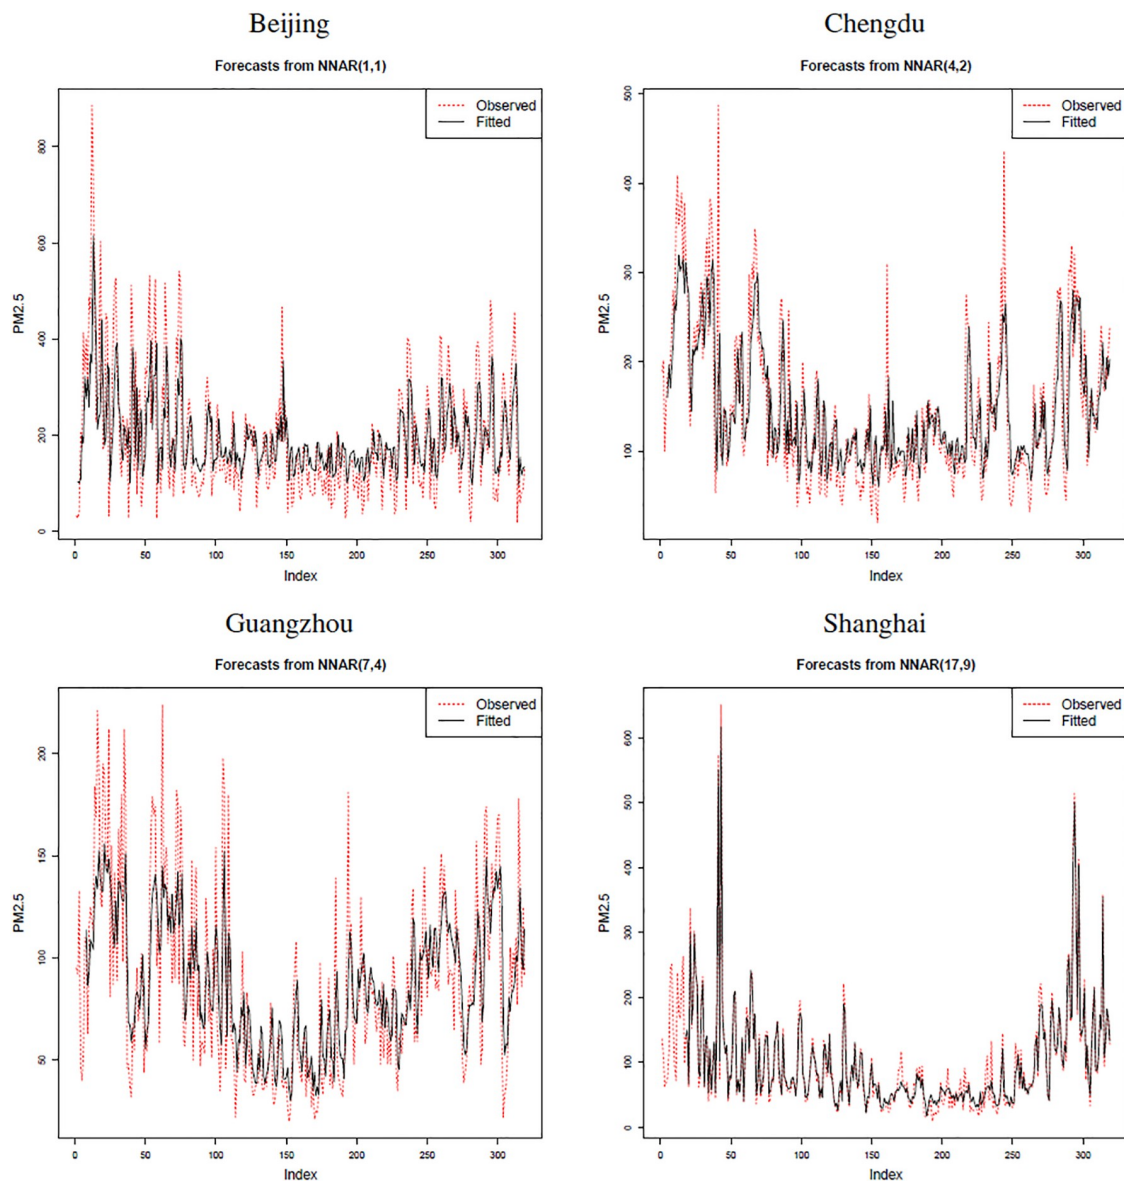 Beijing
Forecasts from NNAR(1,1)
Observed
Fitted
PM2.5
0
200
400
600
800
0
50
100
150
200
250
300
Index
Chengdu
Forecasts from NNAR(4,2)
Observed
Fitted
PM2.5
100
200
300
400
500
0
50
100
150
200
250
300
Index
Guangzhou
Forecasts from NNAR(7,4)
Observed
Fitted
PM2.5
50
100
150
200
0
50
100
150
200
250
300
Index
Shanghai
Forecasts from NNAR(17,9)
Observed
Fitted
PM2.5
0
100
200
300
400
500
600
0
50
100
150
200
250
300
Index